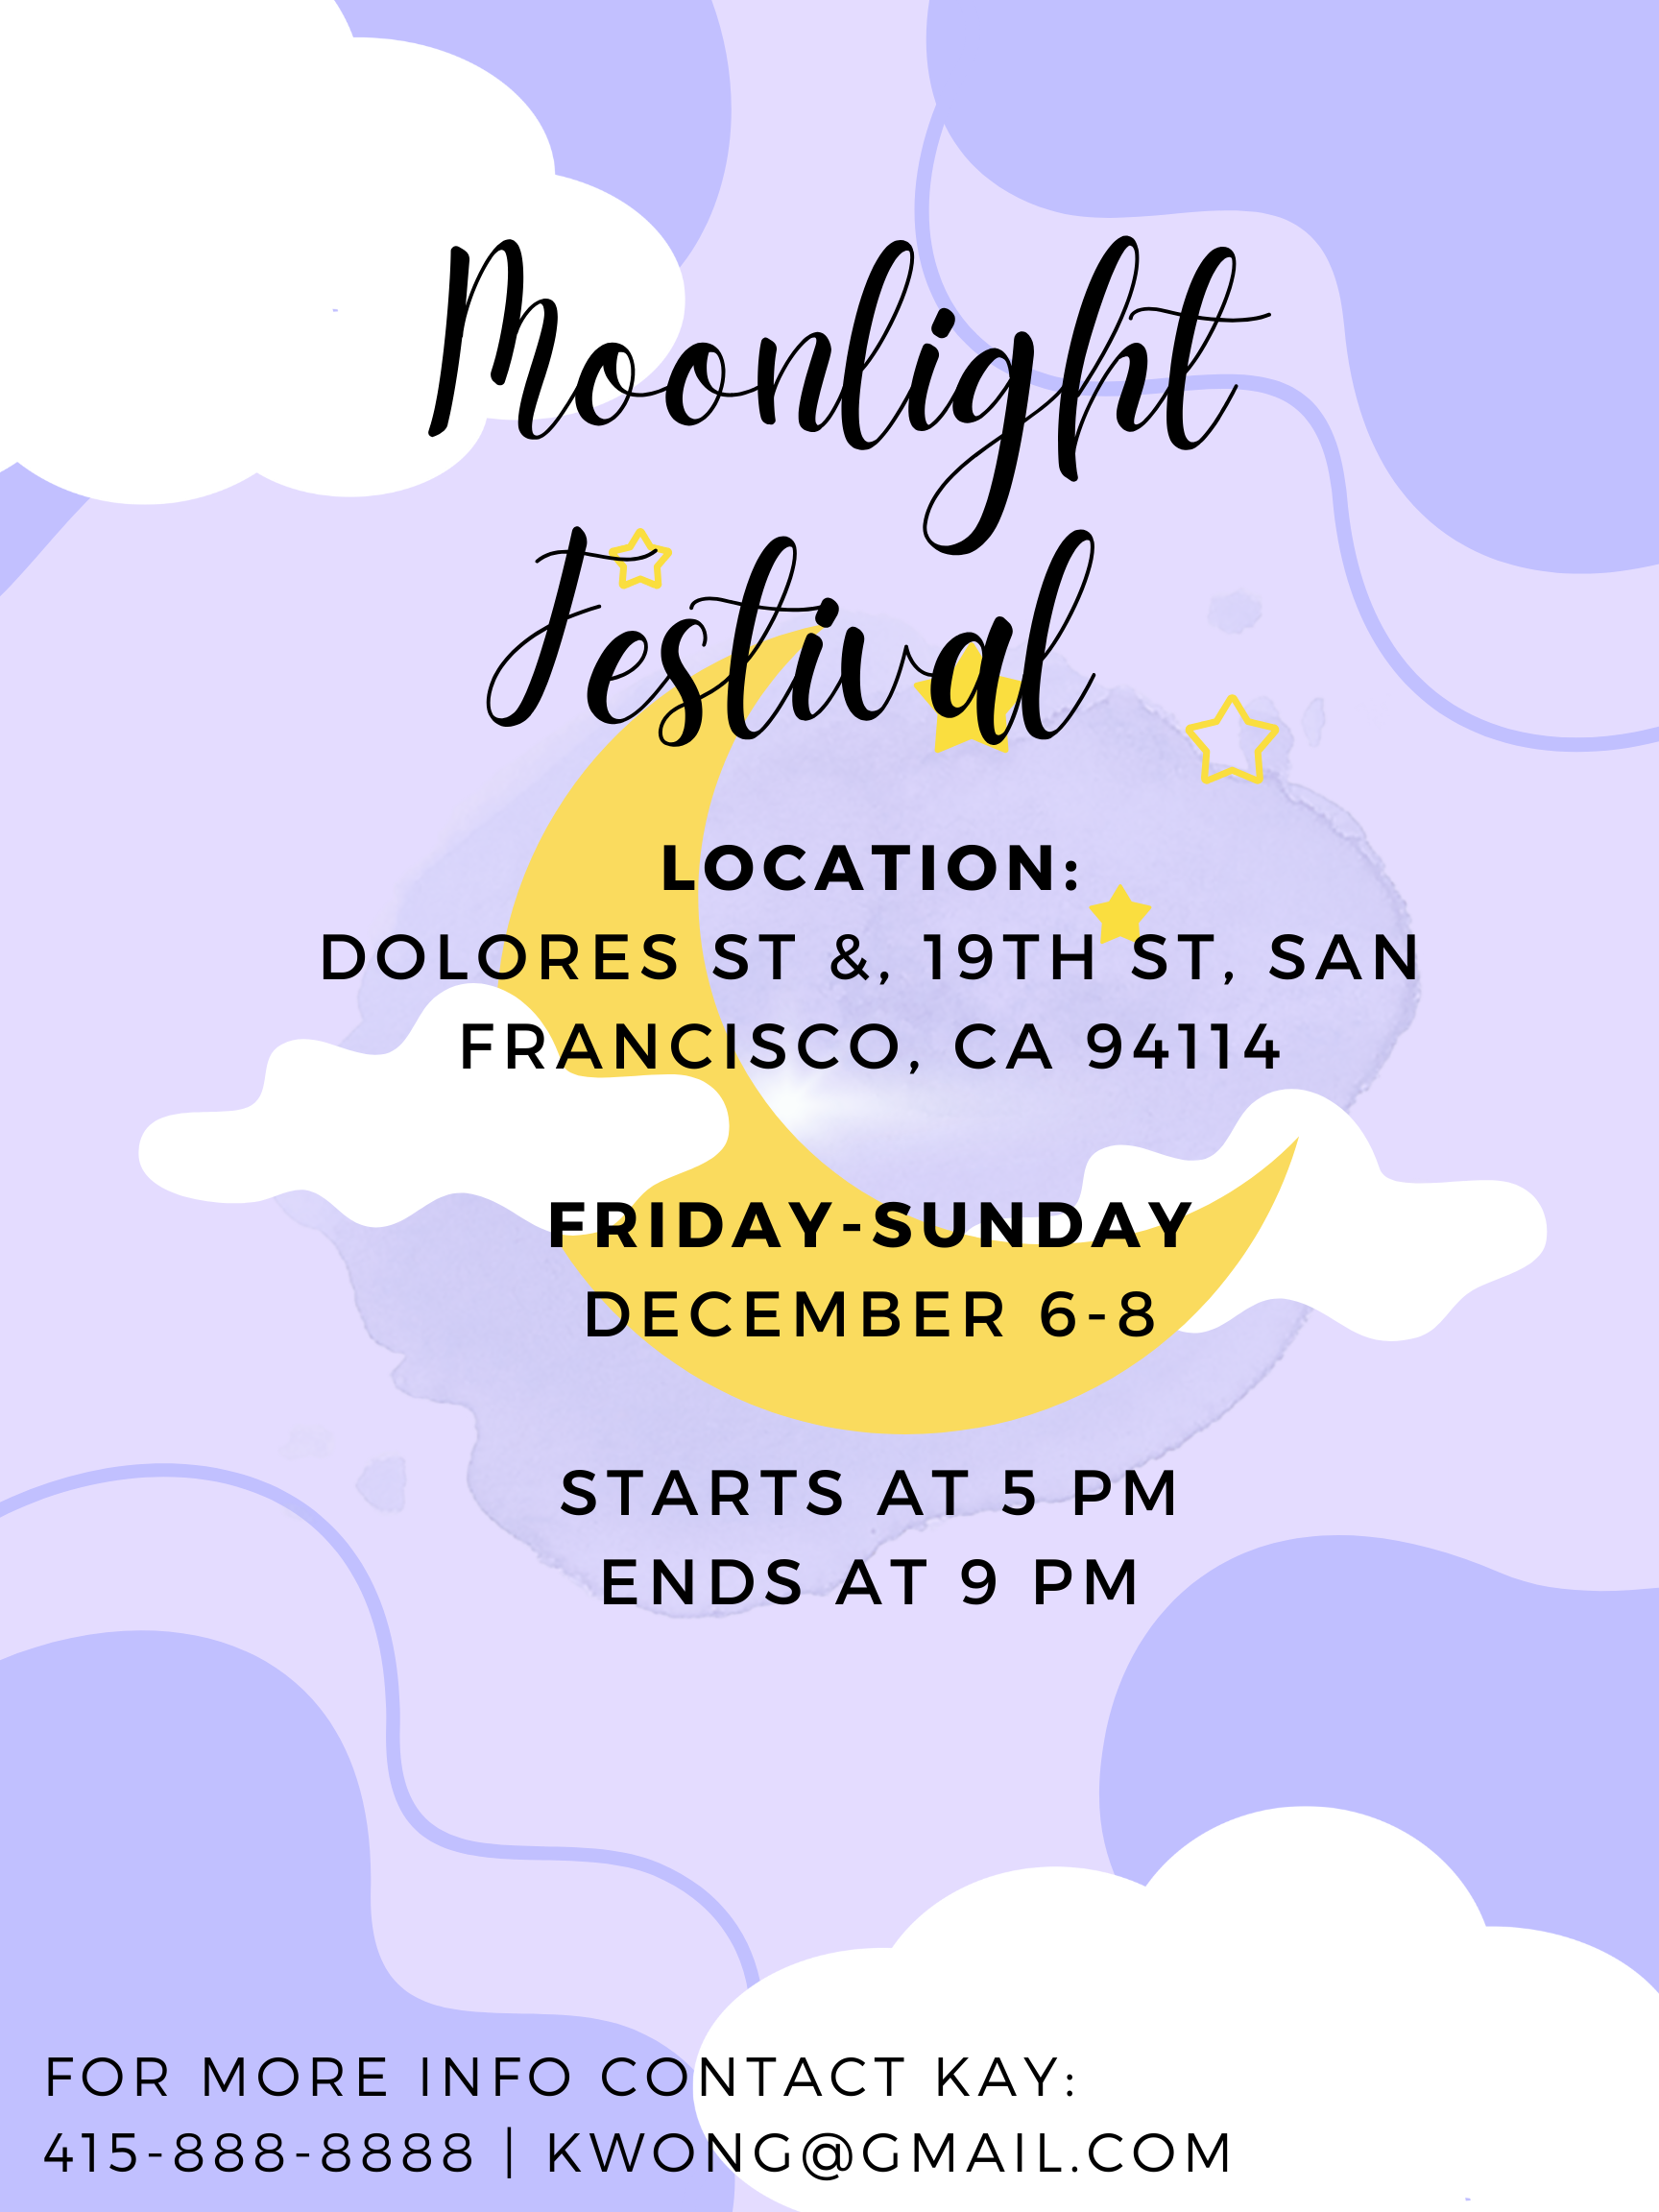 Moonlight
Festival
LOCATION:
DOLORES ST &, 19TH ST, SAN
FRANCISCO, CA 94114
FRIDAY-SUNDAY
DECEMBER 6-8
STARTS AT 5 PM
ENDS AT 9 PM
FOR MORE INFO CONTACT KAY:
415-888-8888 | KWONG@GMAIL.COM